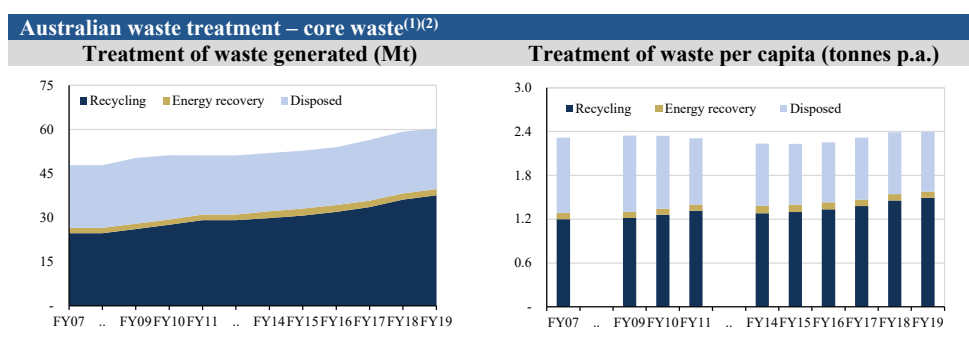 Australian waste treatment – core waste(1)(2)
Treatment of waste generated (Mt)
75
60
45
30
15
-
Recycling Energy recovery Disposed
FY07 .. FY09 FY10 FY11 .. FY14 FY15 FY16 FY17 FY18 FY19
Treatment of waste per capita (tonnes p.a.)
3.0
2.4
1.8
1.2
0.6
-
Recycling Energy recovery Disposed
FY07 .. FY09 FY10 FY11 .. FY14 FY15 FY16 FY17 FY18 FY19